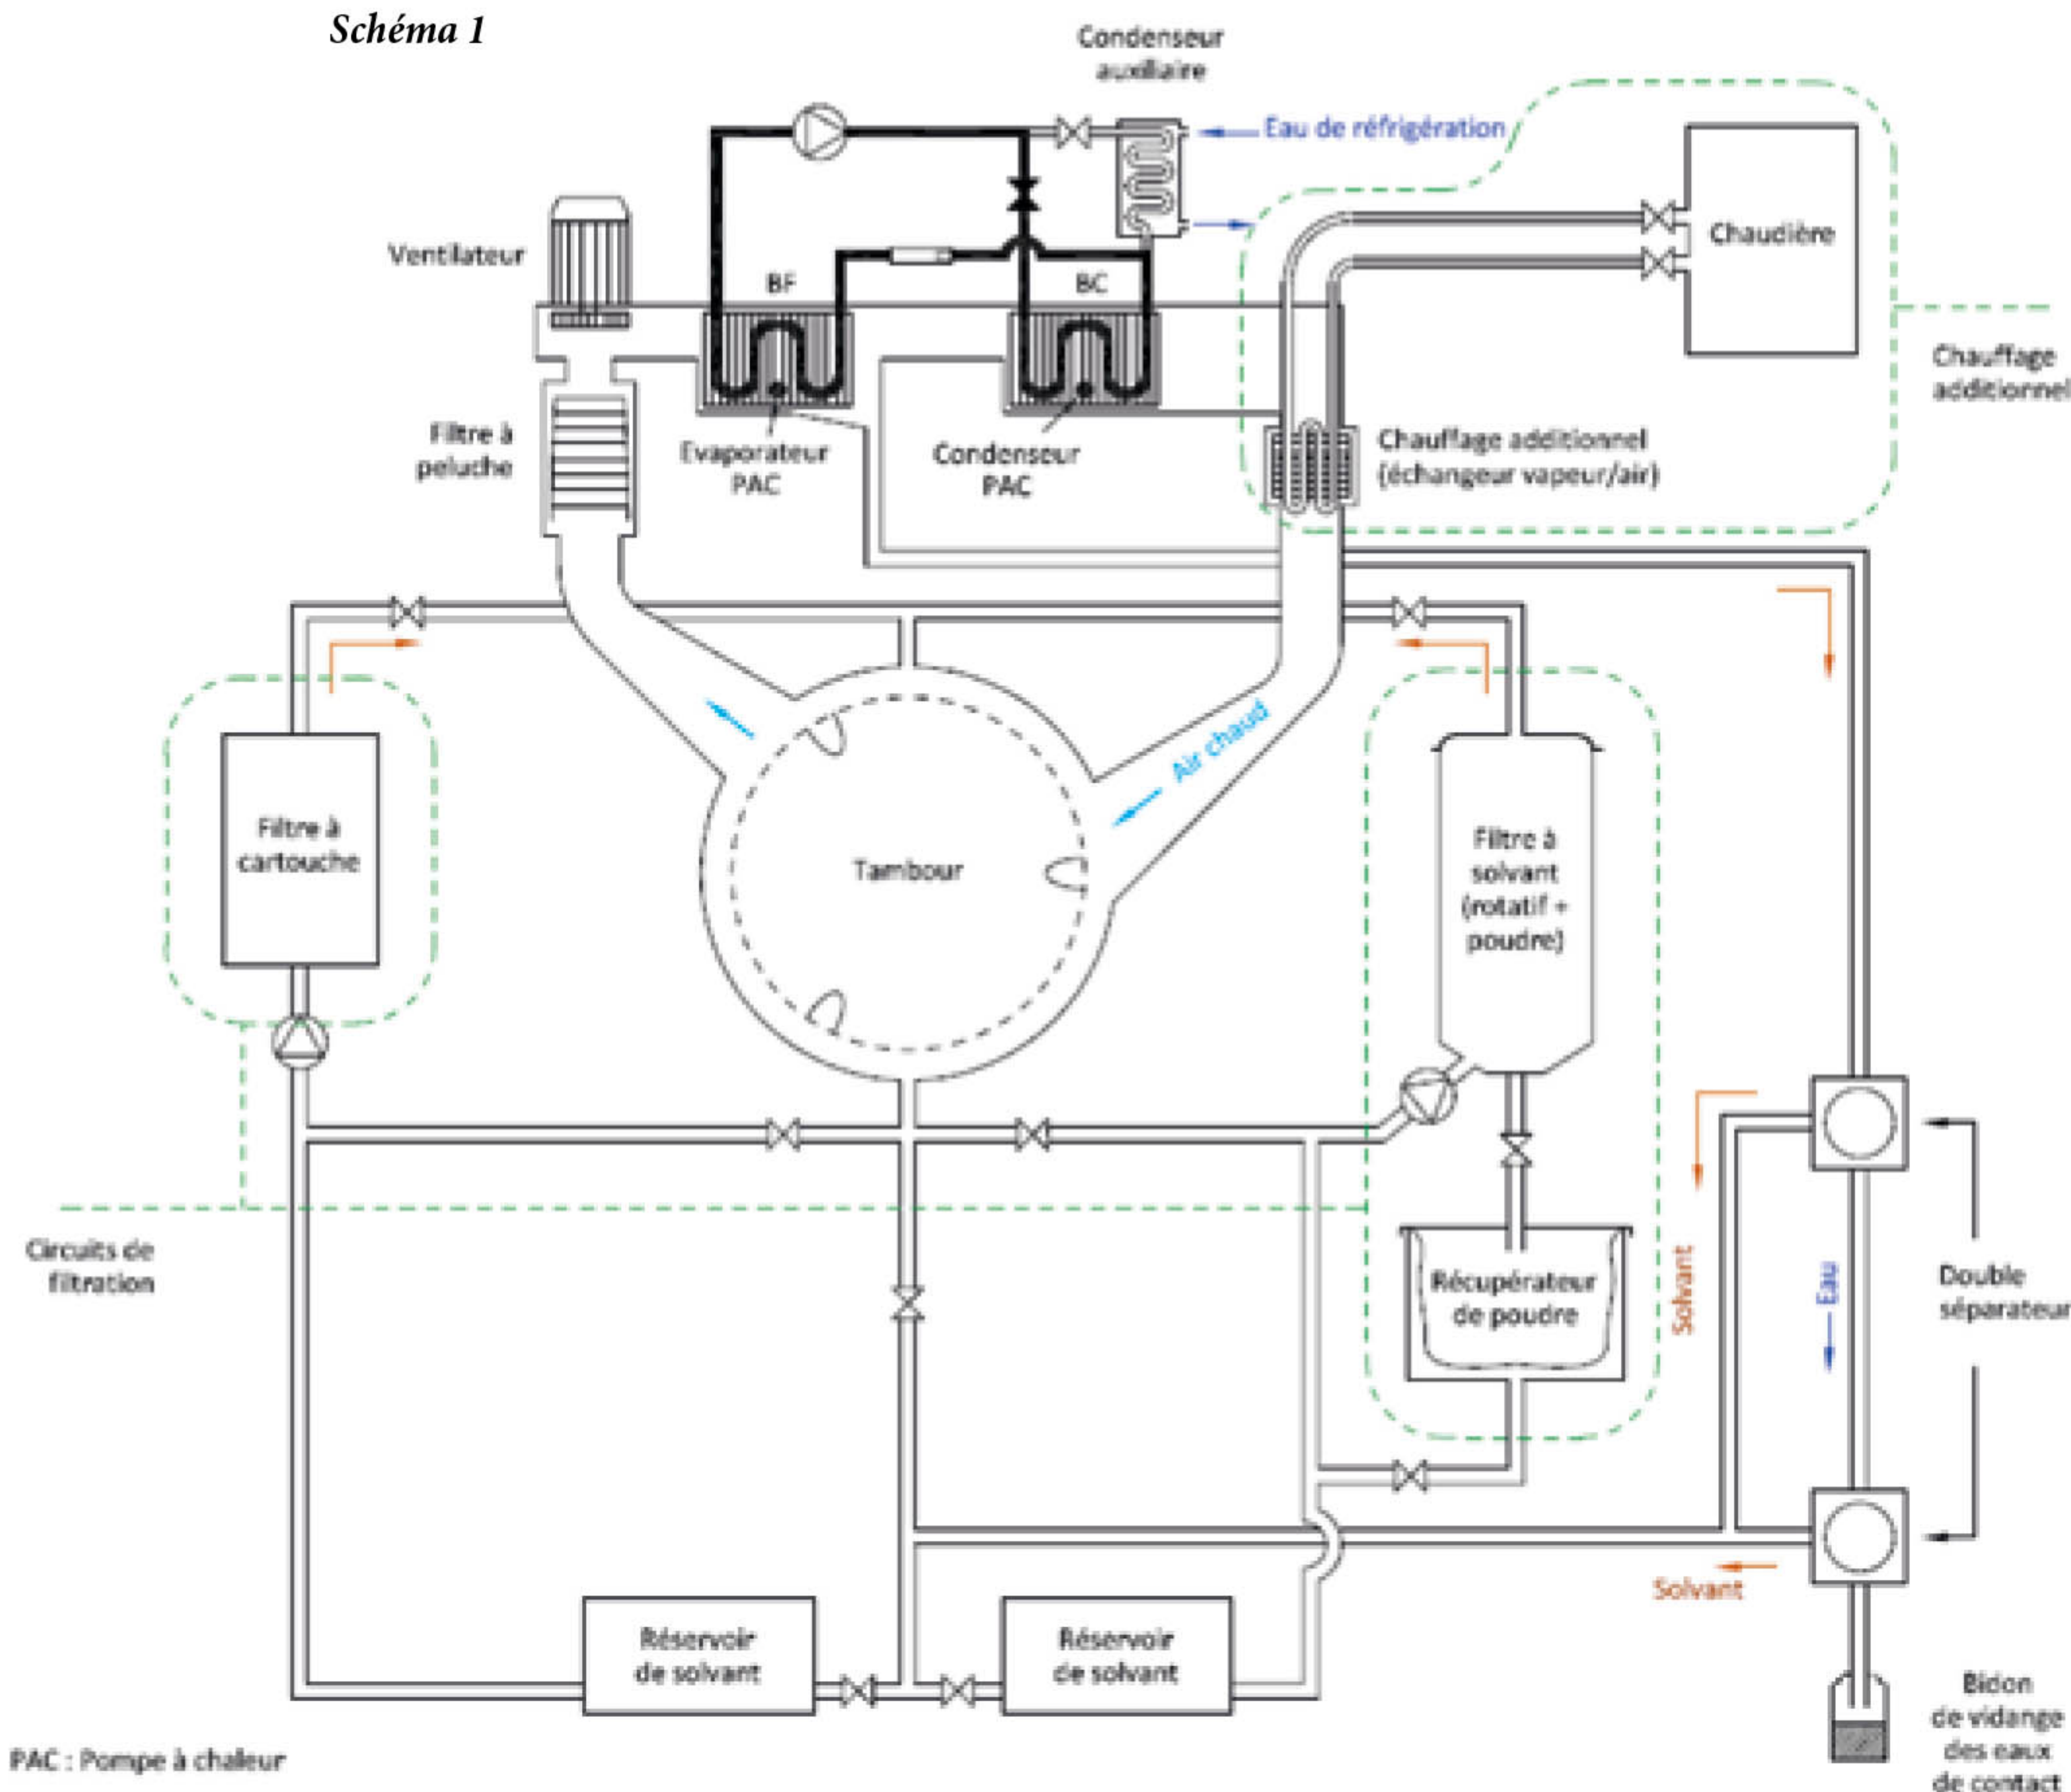 Schéma 1
Condenseur
auxiliaire
Eau de réfrigération
Chaudière
Ventilateur
BF
BC
Chauffage
additionnel
Filtre à
peluche
Evaporateur
PAC
Condenseur
PAC
Chauffage additionnel
(échangeur vapeur/air)
Air chaud
Filtre à
cartouche
Tambour
Filtre à
solvant
(rotatif +
poudre)
Circuits de
filtration
Récupérateur
de poudre
Solvant
Eau
Double
séparateur
Solvant
Réservoir
de solvant
Réservoir
de solvant
Bidon
de vidange
des eaux
de contact
PAC : Pompe à chaleur